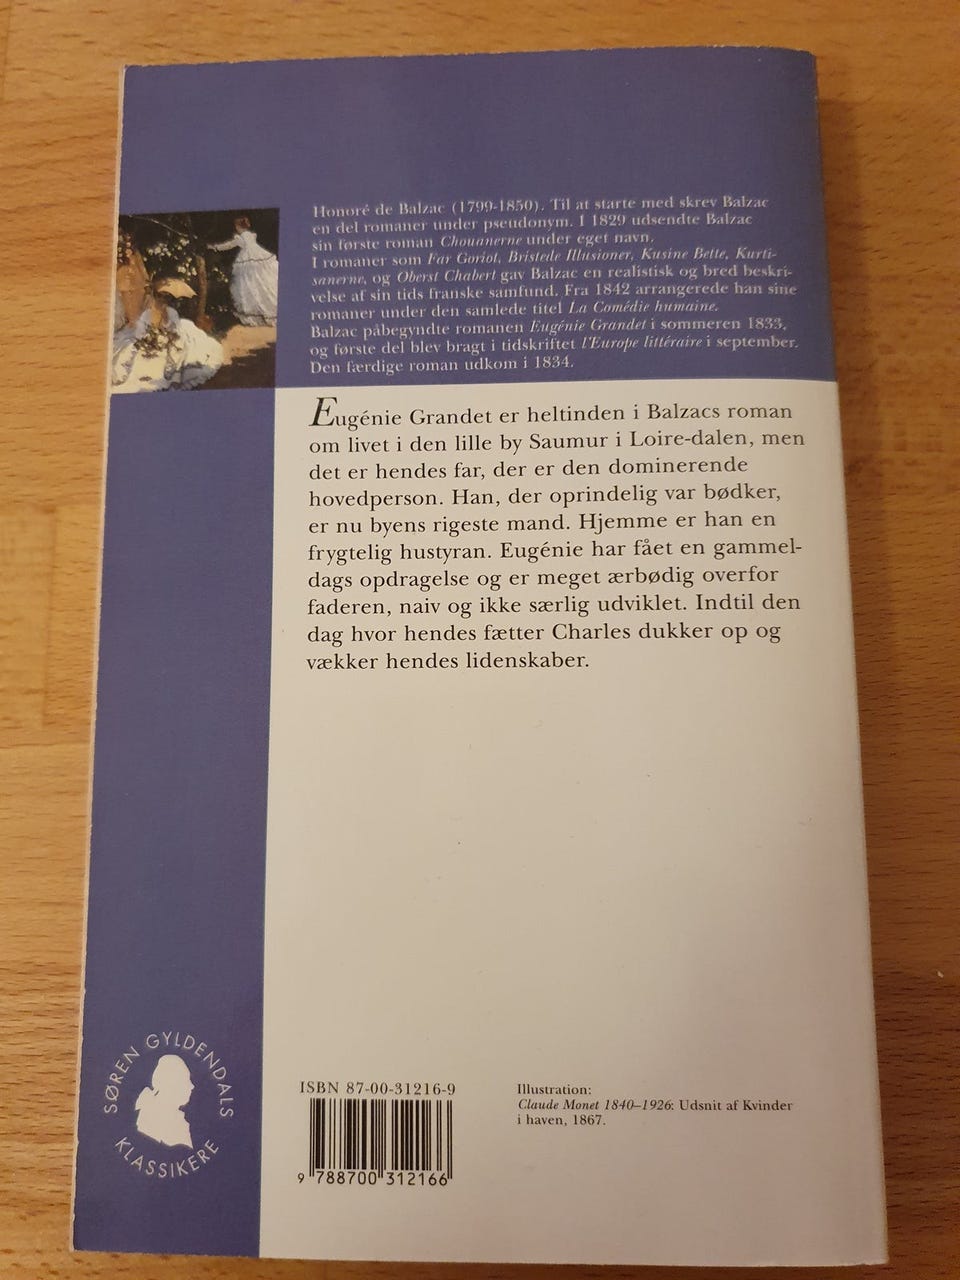 Honoré de Balzac (1799-1850). Til at starte med skrev Balzac
en del romaner under pseudonym. I 1829 udsendte Balzac
sin første roman Chouanerne under eget navn.
I romaner som Far Goriot, Bristede Illusioner, Kusine Bette, Kurti-
sanerne, og Oberst Chabert gav Balzac en realistisk og bred beskri-
velse af sin tids franske samfund. Fra 1842 arrangerede han sine
romaner under den samlede titel La Comédie humaine.
Balzac påbegyndte romanen Eugénie Grandet i sommeren 1833,
og første del blev bragt i tidskriftet l'Europe littéraire i september.
Den færdige roman udkom i 1834.
Eugénie Grandet er heltinden i Balzacs roman
om livet i den lille by Saumur i Loire-dalen, men
det er hendes far, der er den dominerende
hovedperson. Han, der oprindelig var bødker,
er nu byens rigeste mand. Hjemme er han en
frygtelig hustyran. Eugénie har fået en gammel-
dags opdragelse og er meget ærbødig overfor
faderen, naiv og ikke særlig udviklet. Indtil den
dag hvor hendes fætter Charles dukker op og
vækker hendes lidenskaber.
SØREN GYLDENDALS
KLASSIKERE
ISBN 87-00-31216-9
9 788700 312166
Illustration:
Claude Monet 1840–1926: Udsnit af Kvinder
i haven, 1867.